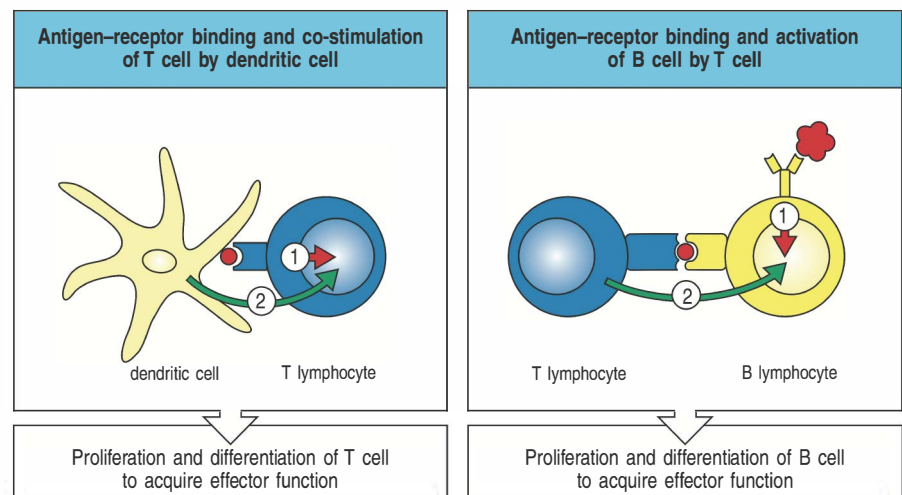 Antigen–receptor binding and co-stimulation
of T cell by dendritic cell
1
2
dendritic cell
T lymphocyte
Proliferation and differentiation of T cell
to acquire effector function
Antigen–receptor binding and activation
of B cell by T cell
1
2
T lymphocyte
B lymphocyte
Proliferation and differentiation of B cell
to acquire effector function